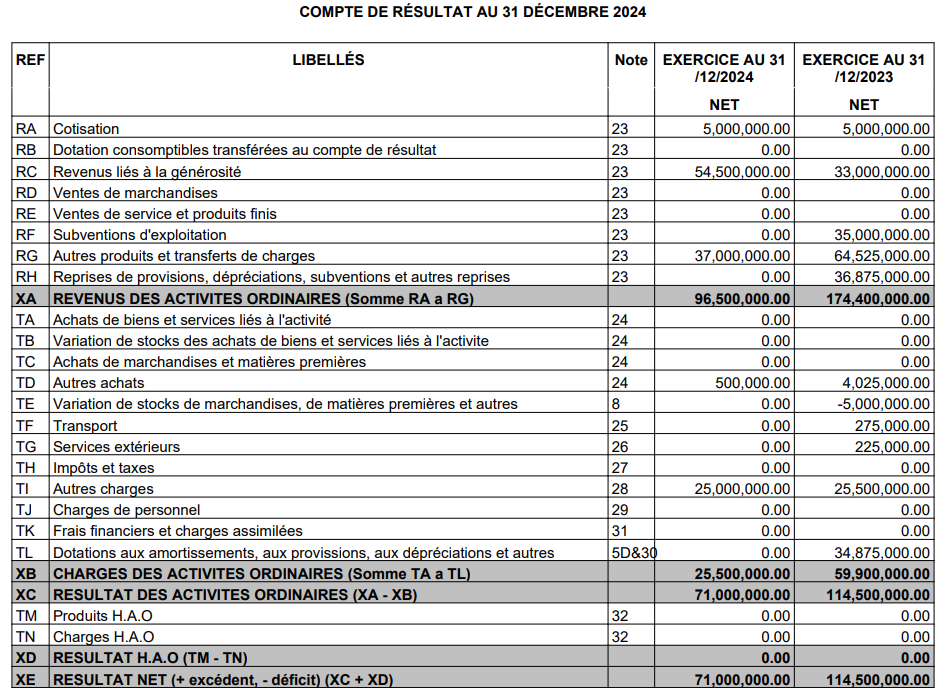 COMPTE DE RÉSULTAT AU 31 DÉCEMBRE 2024
REF LIBELLÉS Note EXERCICE AU 31 /12/2024 EXERCICE AU 31 /12/2023
NET NET
RA Cotisation 23 5,000,000.00 5,000,000.00
RB Dotation consomptibles transférées au compte de résultat 23 0.00 0.00
RC Revenus liés à la générosité 23 54,500,000.00 33,000,000.00
RD Ventes de marchandises 23 0.00 0.00
RE Ventes de service et produits finis 23 0.00 0.00
RF Subventions d'exploitation 23 0.00 35,000,000.00
RG Autres produits et transferts de charges 23 37,000,000.00 64,525,000.00
RH Reprises de provisions, dépréciations, subventions et autres reprises 23 0.00 36,875,000.00
XA REVENUS DES ACTIVITES ORDINAIRES (Somme RA a RG) 96,500,000.00 174,400,000.00
TA Achats de biens et services liés à l'activité 24 0.00 0.00
TB Variation de stocks des achats de biens et services liés à l'activite 24 0.00 0.00
TC Achats de marchandises et matières premières 24 0.00 0.00
TD Autres achats 24 500,000.00 4,025,000.00
TE Variation de stocks de marchandises, de matières premières et autres 8 0.00 -5,000,000.00
TF Transport 25 0.00 275,000.00
TG Services extérieurs 26 0.00 225,000.00
TH Impôts et taxes 27 0.00 0.00
TI Autres charges 28 25,000,000.00 25,500,000.00
TJ Charges de personnel 29 0.00 0.00
TK Frais financiers et charges assimilées 31 0.00 0.00
TL Dotations aux amortissements, aux provissions, aux dépréciations et autres 5D&30 0.00 34,875,000.00
XB CHARGES DES ACTIVITES ORDINAIRES (Somme TA a TL) 25,500,000.00 59,900,000.00
XC RESULTAT DES ACTIVITES ORDINAIRES (XA - XB) 71,000,000.00 114,500,000.00
TM Produits H.A.O 32 0.00 0.00
TN Charges H.A.O 32 0.00 0.00
XD RESULTAT H.A.O (TM - TN) 0.00 0.00
XE RESULTAT NET (+ excédent, - déficit) (XC + XD) 71,000,000.00 114,500,000.00